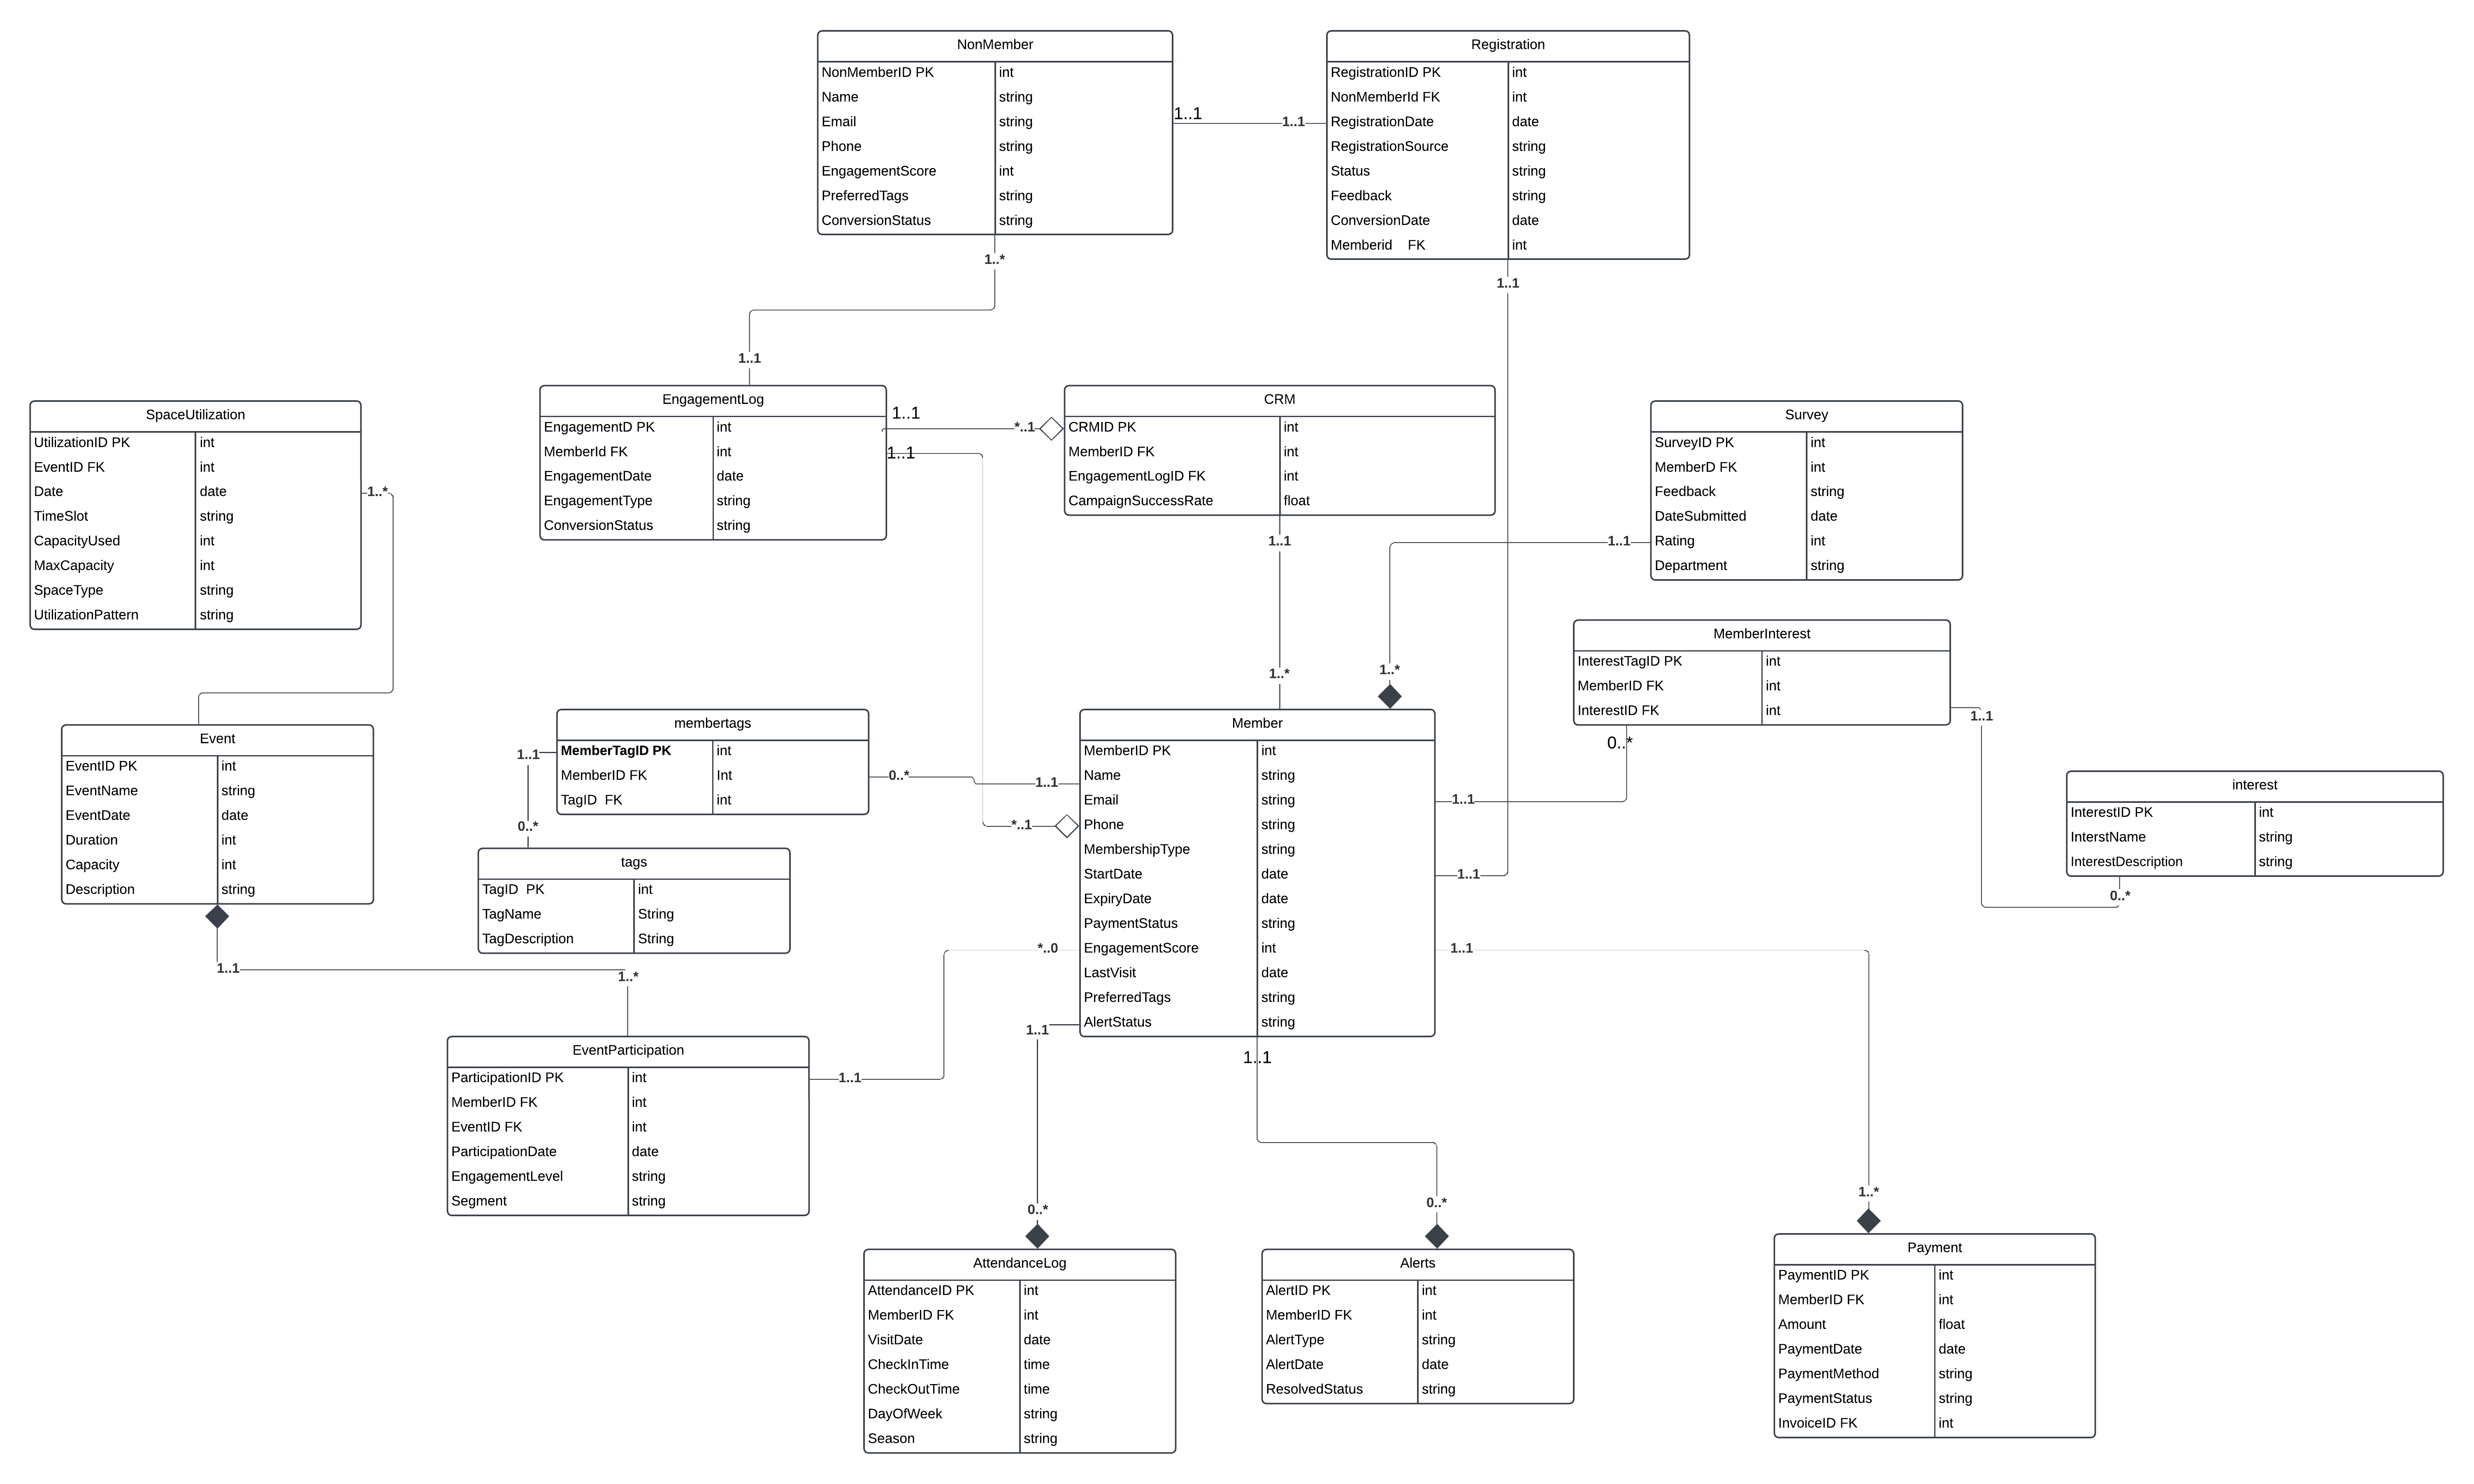 NonMember
NonMemberID PK int
Name string
Email string
Phone string
EngagementScore int
PreferredTags string
ConversionStatus string
1..1
1..1
1..*
1..1
Registration
RegistrationID PK int
NonMemberId FK int
RegistrationDate date
RegistrationSource string
Status string
Feedback string
ConversionDate date
Memberid FK int
1..1
SpaceUtilization
UtilizationID PK int
EventID FK int
Date date
TimeSlot string
CapacityUsed int
MaxCapacity int
SpaceType string
UtilizationPattern string
1..*
EngagementLog
EngagementD PK int
MemberId FK int
EngagementDate date
EngagementType string
ConversionStatus string
1..1
*..1
1..1
CRM
CRMID PK int
MemberID FK int
EngagementLogID FK int
CampaignSuccessRate float
1..1
1..*
Survey
SurveyID PK int
MemberD FK int
Feedback string
DateSubmitted date
Rating int
Department string
1..1
1..*
MemberInterest
InterestTagID PK int
MemberID FK int
InterestID FK int
0..*
1..1
Event
EventID PK int
EventName string
EventDate date
Duration int
Capacity int
Description string
1..1
1..*
membertags
MemberTagID PK int
MemberID FK Int
TagID FK int
1..1
0..*
0..*
1..1
*..1
tags
TagID PK int
TagName String
TagDescription String
Member
MemberID PK int
Name string
Email string
Phone string
MembershipType string
StartDate date
ExpiryDate date
PaymentStatus string
EngagementScore int
LastVisit date
PreferredTags string
AlertStatus string
1..1
1..1
1..1
*..0
1..1
1..1
interest
InterestID PK int
InterstName string
InterestDescription string
0..*
EventParticipation
ParticipationID PK int
MemberID FK int
EventID FK int
ParticipationDate date
EngagementLevel string
Segment string
1..1
0..*
0..*
1..*
AttendanceLog
AttendanceID PK int
MemberID FK int
VisitDate date
CheckInTime time
CheckOutTime time
DayOfWeek string
Season string
Alerts
AlertID PK int
MemberID FK int
AlertType string
AlertDate date
ResolvedStatus string
Payment
PaymentID PK int
MemberID FK int
Amount float
PaymentDate date
PaymentMethod string
PaymentStatus string
InvoiceID FK int